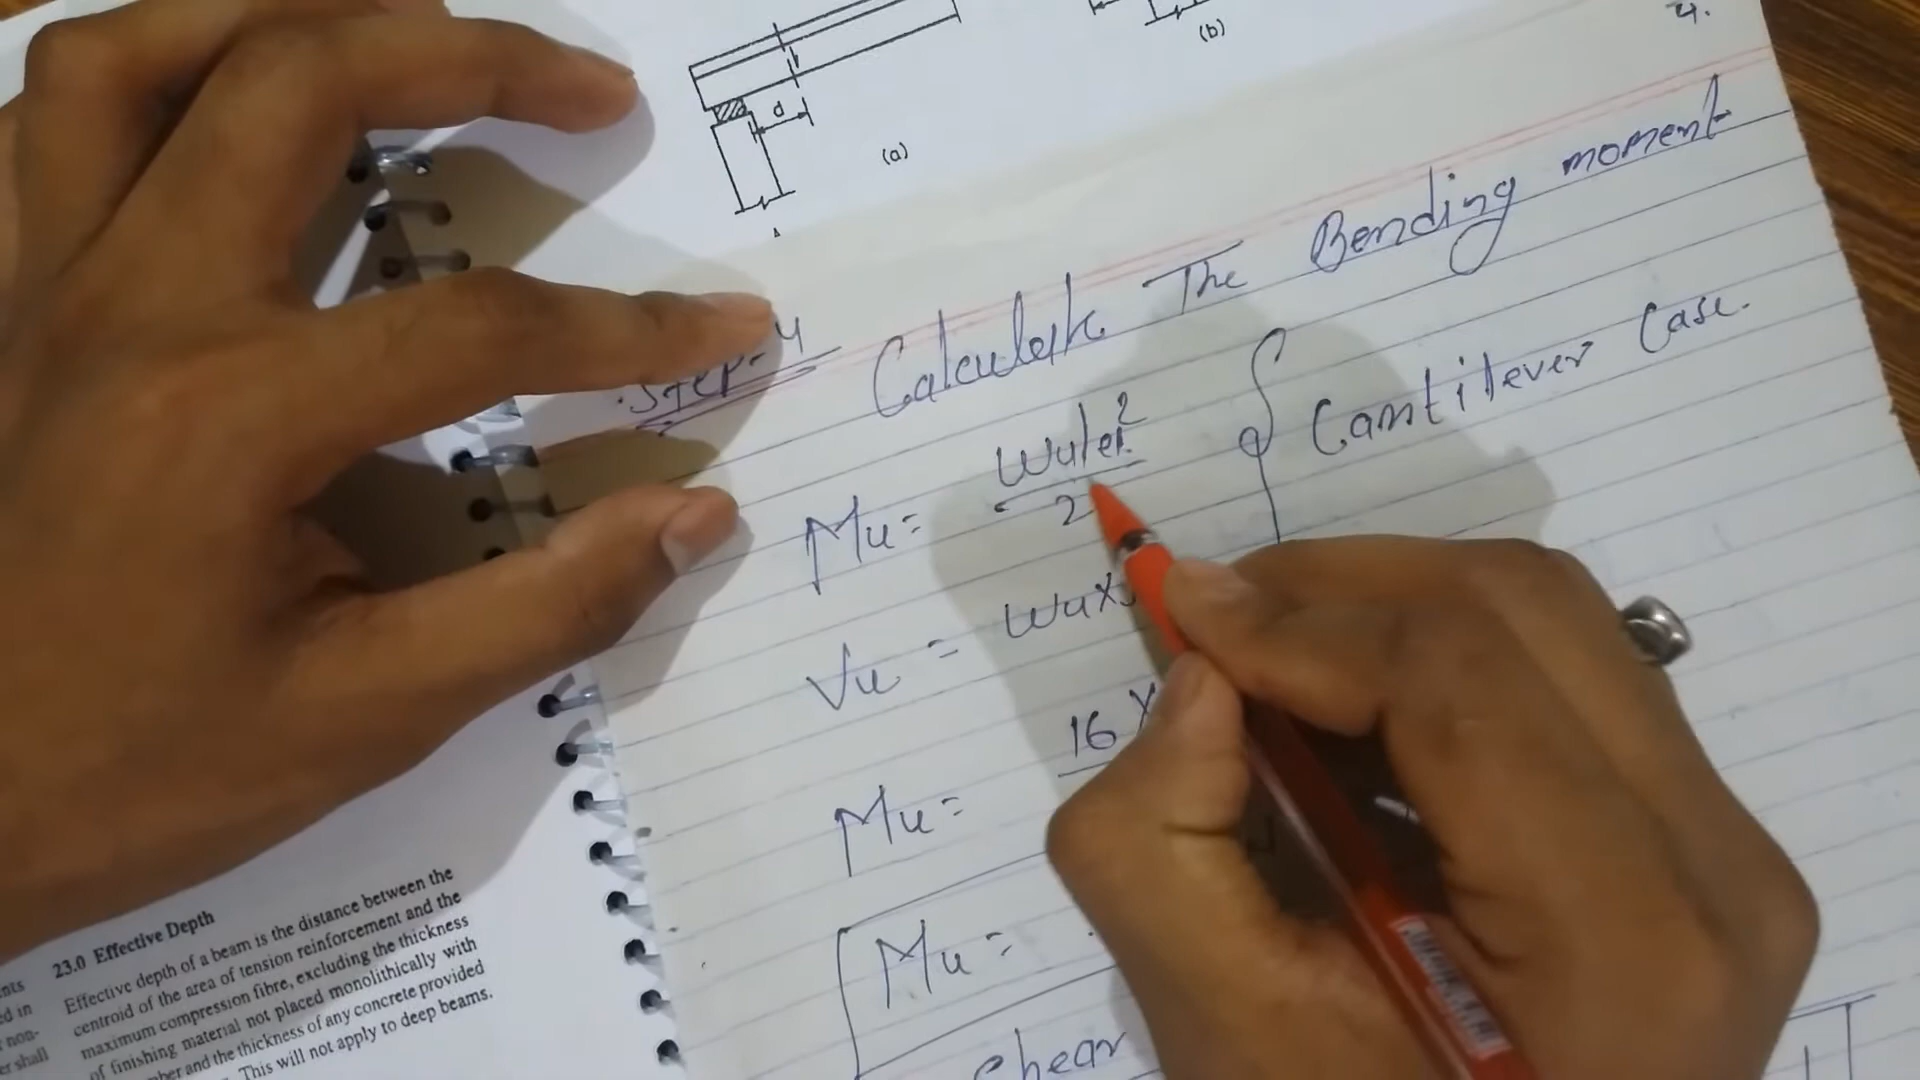 4.
(b)
d
(a)
Step-4 Calculate The Bending moment
Mu = Wulef² / 2 } Cantilever Case.
Vu = Wux
Mu = 16 X
Mu =
shear
23.0 Effective Depth
Effective depth of a beam is the distance between the
centroid of the area of tension reinforcement and the
maximum compression fibre, excluding the thickness
of finishing material not placed monolithically with
and the thickness of any concrete provided
This will not apply to deep beams.
ed in
shall